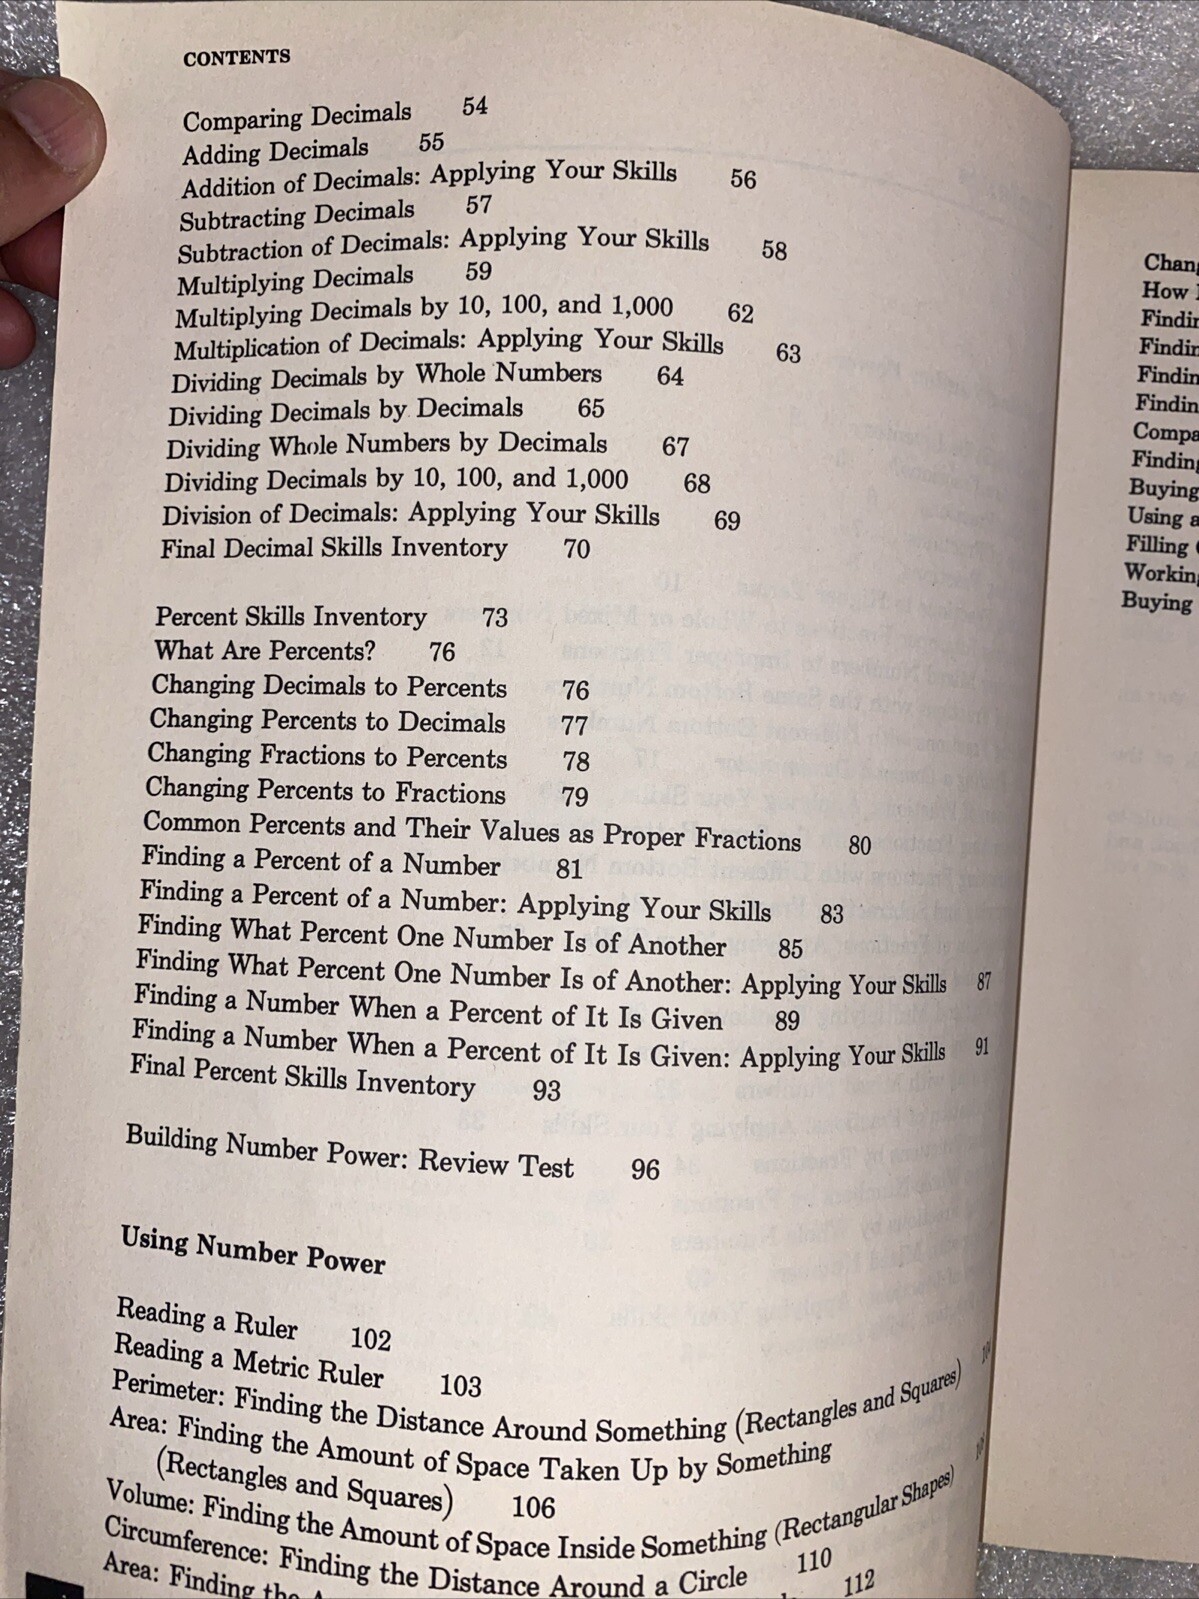 CONTENTS
Comparing Decimals 54
Adding Decimals 55
Addition of Decimals: Applying Your Skills 56
Subtracting Decimals 57
Subtraction of Decimals: Applying Your Skills 58
Multiplying Decimals 59
Multiplying Decimals by 10, 100, and 1,000 62
Multiplication of Decimals: Applying Your Skills 63
Dividing Decimals by Whole Numbers 64
Dividing Decimals by Decimals 65
Dividing Whole Numbers by Decimals 67
Dividing Decimals by 10, 100, and 1,000 68
Division of Decimals: Applying Your Skills 69
Final Decimal Skills Inventory 70
Percent Skills Inventory 73
What Are Percents? 76
Changing Decimals to Percents 76
Changing Percents to Decimals 77
Changing Fractions to Percents 78
Changing Percents to Fractions 79
Common Percents and Their Values as Proper Fractions 80
Finding a Percent of a Number 81
Finding a Percent of a Number: Applying Your Skills 83
Finding What Percent One Number Is of Another 85
Finding What Percent One Number Is of Another: Applying Your Skills 87
Finding a Number When a Percent of It Is Given 89
Finding a Number When a Percent of It Is Given: Applying Your Skills 91
Final Percent Skills Inventory 93
Building Number Power: Review Test 96
Using Number Power
Reading a Ruler 102
Reading a Metric Ruler 103
Perimeter: Finding the Distance Around Something (Rectangles and Squares)
Area: Finding the Amount of Space Taken Up by Something
(Rectangles and Squares) 106
Volume: Finding the Amount of Space Inside Something (Rectangular Shapes)
Circumference: Finding the Distance Around a Circle 110
Area: Finding the 112
How
Buying
Using a
Filling
Buying